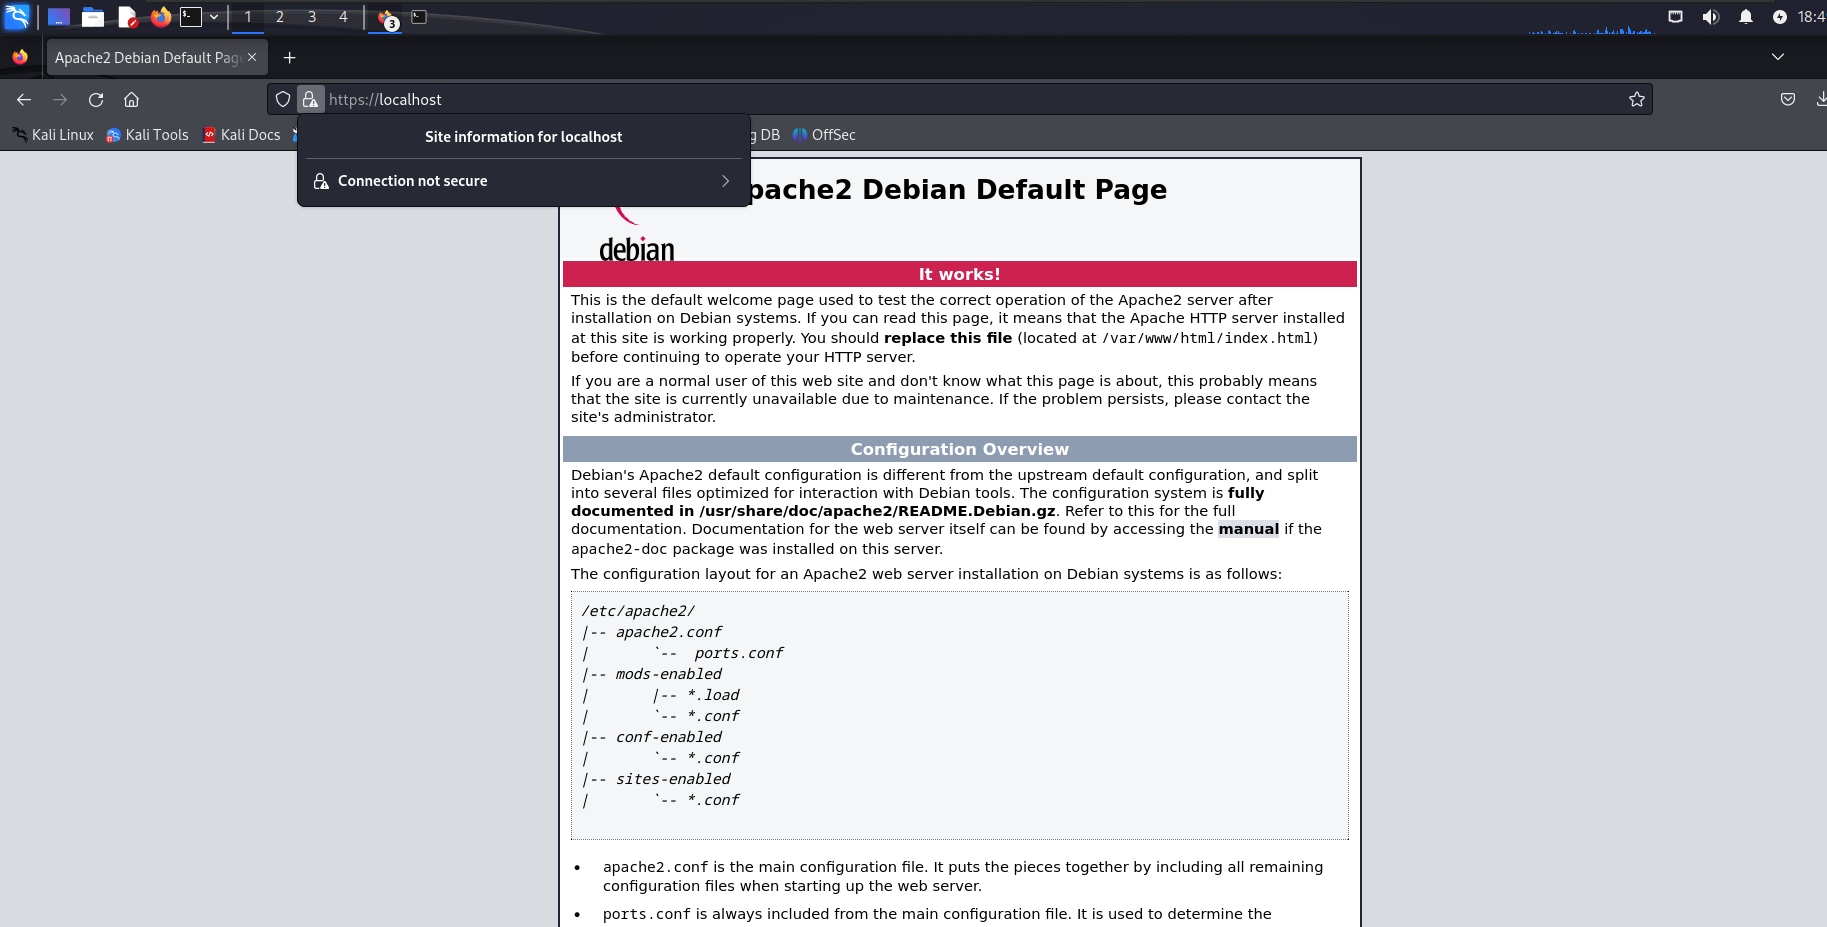 1 2 3 4 3 18:4
Apache2 Debian Default Page
https://localhost
Kali Linux Kali Tools Kali Docs g DB OffSec
Site information for localhost
Connection not secure
pache2 Debian Default Page
debian
It works!
This is the default welcome page used to test the correct operation of the Apache2 server after
installation on Debian systems. If you can read this page, it means that the Apache HTTP server installed
at this site is working properly. You should replace this file (located at /var/www/html/index.html)
before continuing to operate your HTTP server.
If you are a normal user of this web site and don't know what this page is about, this probably means
that the site is currently unavailable due to maintenance. If the problem persists, please contact the
site's administrator.
Configuration Overview
Debian's Apache2 default configuration is different from the upstream default configuration, and split
into several files optimized for interaction with Debian tools. The configuration system is fully
documented in /usr/share/doc/apache2/README.Debian.gz. Refer to this for the full
documentation. Documentation for the web server itself can be found by accessing the manual if the
apache2-doc package was installed on this server.
The configuration layout for an Apache2 web server installation on Debian systems is as follows:
/etc/apache2/
|-- apache2.conf
|       `--  ports.conf
|-- mods-enabled
|       |-- *.load
|       `-- *.conf
|-- conf-enabled
|       `-- *.conf
|-- sites-enabled
|       `-- *.conf
• apache2.conf is the main configuration file. It puts the pieces together by including all remaining
configuration files when starting up the web server.
• ports.conf is always included from the main configuration file. It is used to determine the